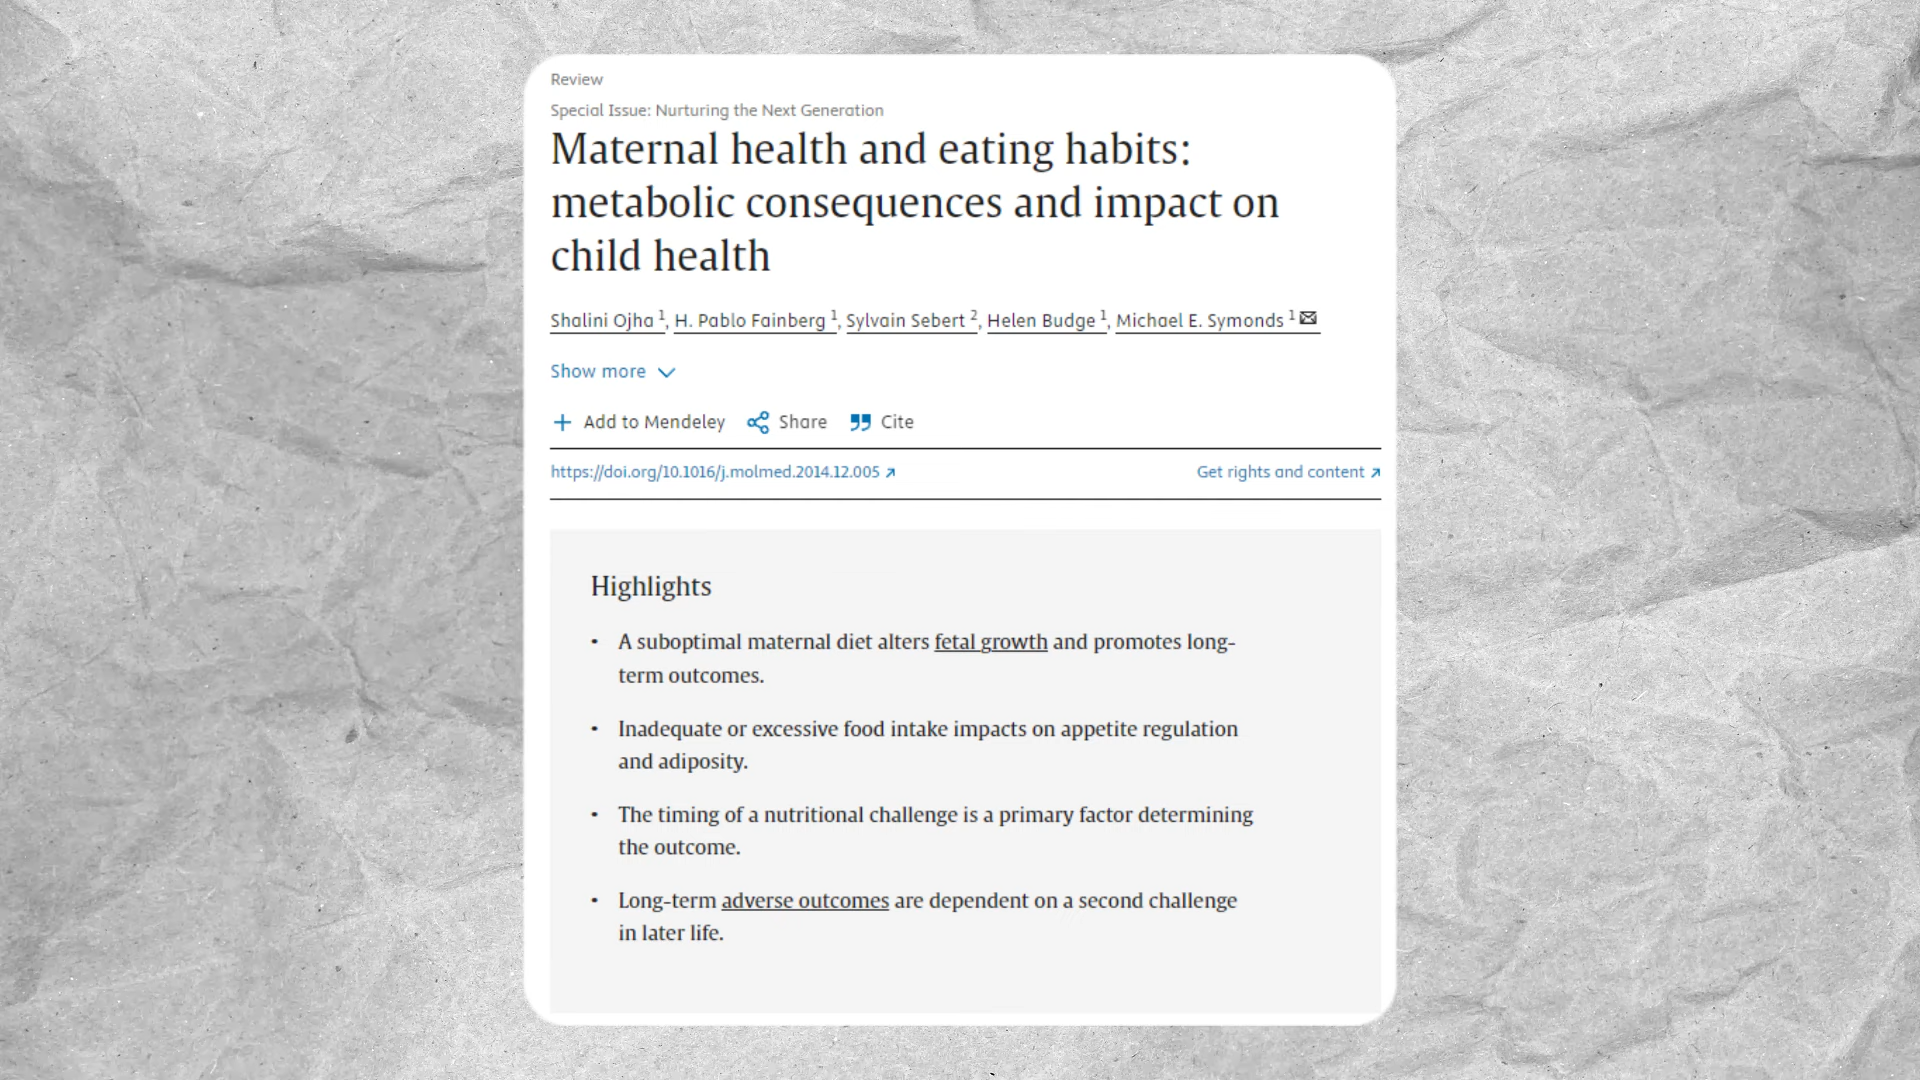 Review
Special Issue: Nurturing the Next Generation
Maternal health and eating habits:
metabolic consequences and impact on
child health
Shalini Ojha 1, H. Pablo Fainberg 1, Sylvain Sebert 2, Helen Budge 1, Michael E. Symonds 1
Show more
Add to Mendeley Share Cite
https://doi.org/10.1016/j.molmed.2014.12.005 Get rights and content
Highlights
• A suboptimal maternal diet alters fetal growth and promotes long-
term outcomes.
• Inadequate or excessive food intake impacts on appetite regulation
and adiposity.
• The timing of a nutritional challenge is a primary factor determining
the outcome.
• Long-term adverse outcomes are dependent on a second challenge
in later life.